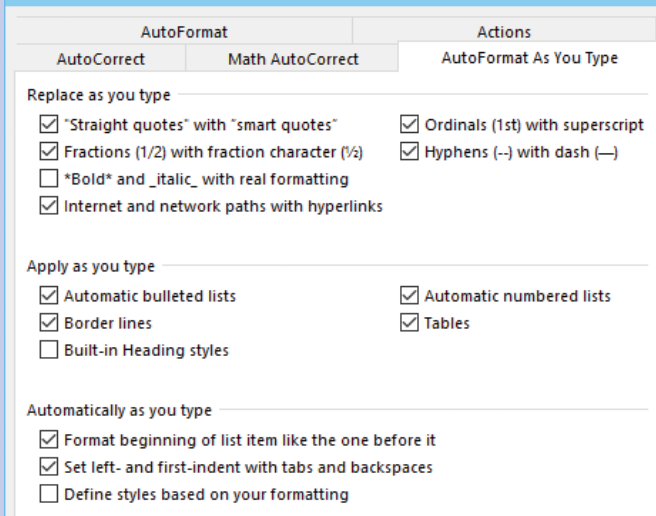 AutoFormat Actions
AutoCorrect Math AutoCorrect AutoFormat As You Type
Replace as you type
"Straight quotes" with “smart quotes” Ordinals (1st) with superscript
Fractions (1/2) with fraction character (½) Hyphens (--) with dash (—)
*Bold* and _italic_ with real formatting
Internet and network paths with hyperlinks
Apply as you type
Automatic bulleted lists Automatic numbered lists
Border lines Tables
Built-in Heading styles
Automatically as you type
Format beginning of list item like the one before it
Set left- and first-indent with tabs and backspaces
Define styles based on your formatting